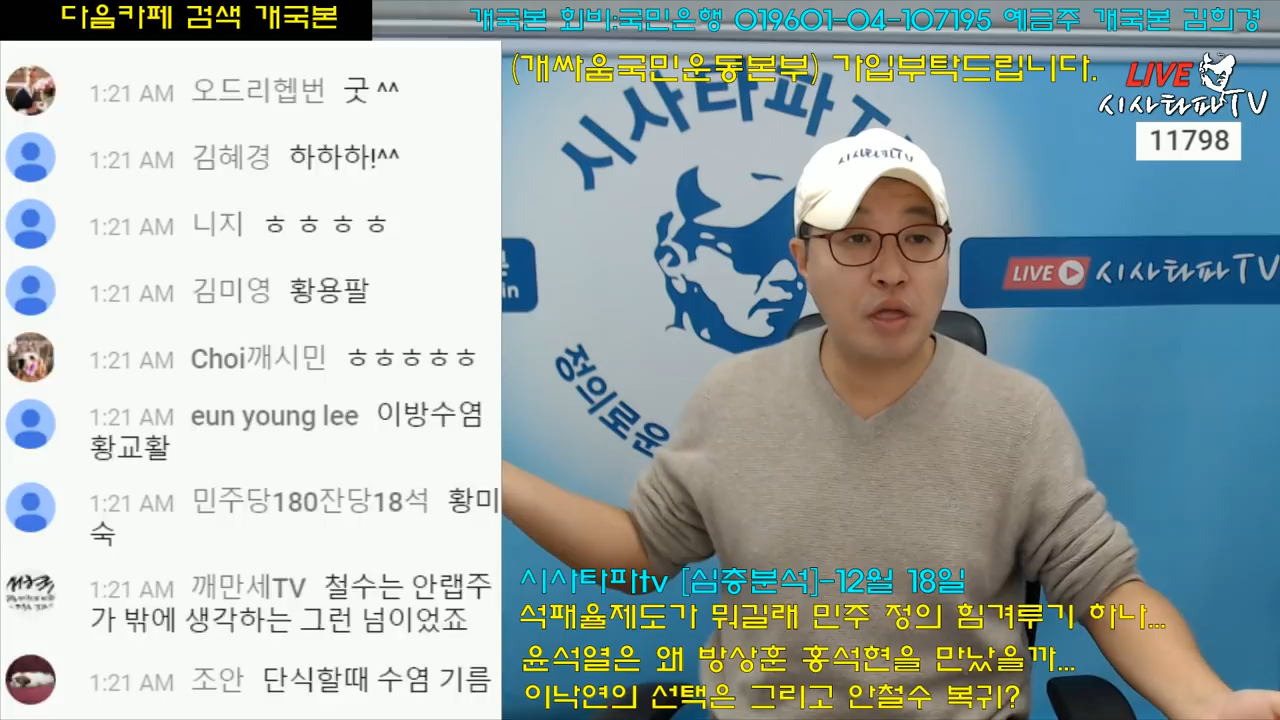 다음카페 검색 개국본
개국본 회비:국민은행 019601-04-107195 예금주 개국본 김희경
(개싸움국민운동본부) 가입부탁드립니다.
LIVE
시사타파TV
11798
시사타파TV
시사타파TV
LIVE 시사타파TV
in
정의로운
1:21 AM 오드리헵번 굿^^
1:21 AM 김혜경 하하하!^^
1:21 AM 니지 ㅎㅎㅎㅎ
1:21 AM 김미영 황용팔
1:21 AM Choi깨시민 ㅎㅎㅎㅎㅎ
1:21 AM eun young lee 이방수염
황교활
1:21 AM 민주당180잔당18석 황미
숙
1:21 AM 깨만세TV 철수는 안랩주
가 밖에 생각하는 그런 넘이었죠
1:21 AM 조안 단식할때 수염 기름
시사타파tv [심층분석]-12월 18일
석패율제도가 뭐길래 민주 정의 힘겨루기 하나...
윤석열은 왜 방상훈 홍석현을 만났을까...
이낙연의 선택은 그리고 안철수 복귀?